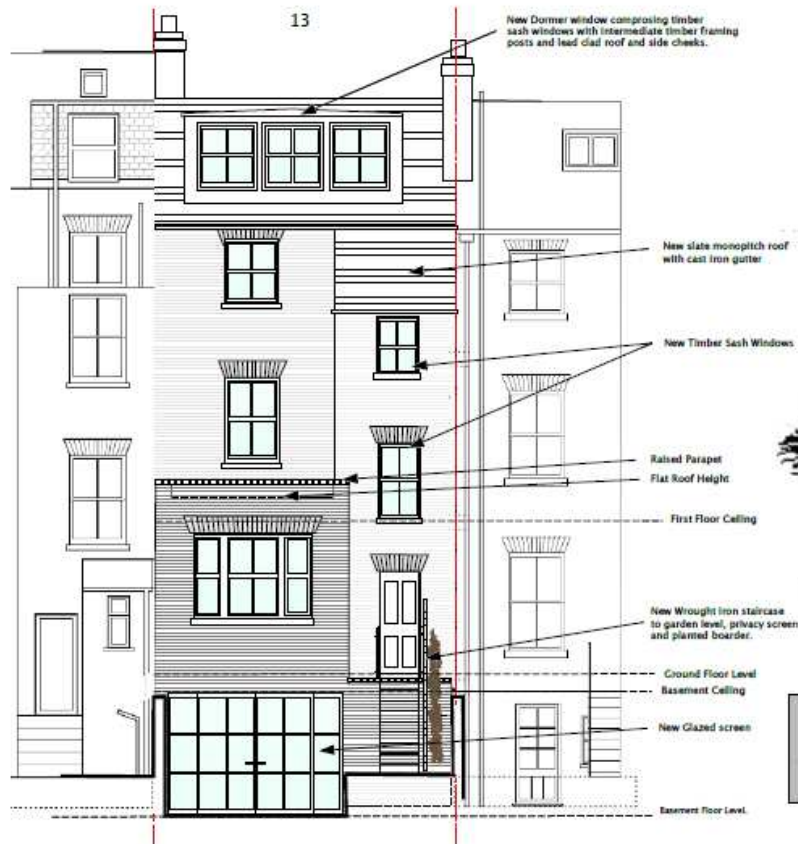 13
New Dormer window comprosing timber
sash windows with intermediate timber framing
posts and lead clad roof and side cheeks.
New slate monopitch roof
with cast iron gutter
New Timber Sash Windows
Raised Parapet
Flat Roof Height
First Floor Ceiling
New Wrought Iron staircase
to garden level, privacy screen
and planted boarder.
Ground Floor Level
Basement Ceiling
New Glazed screen
Basement Floor Level.